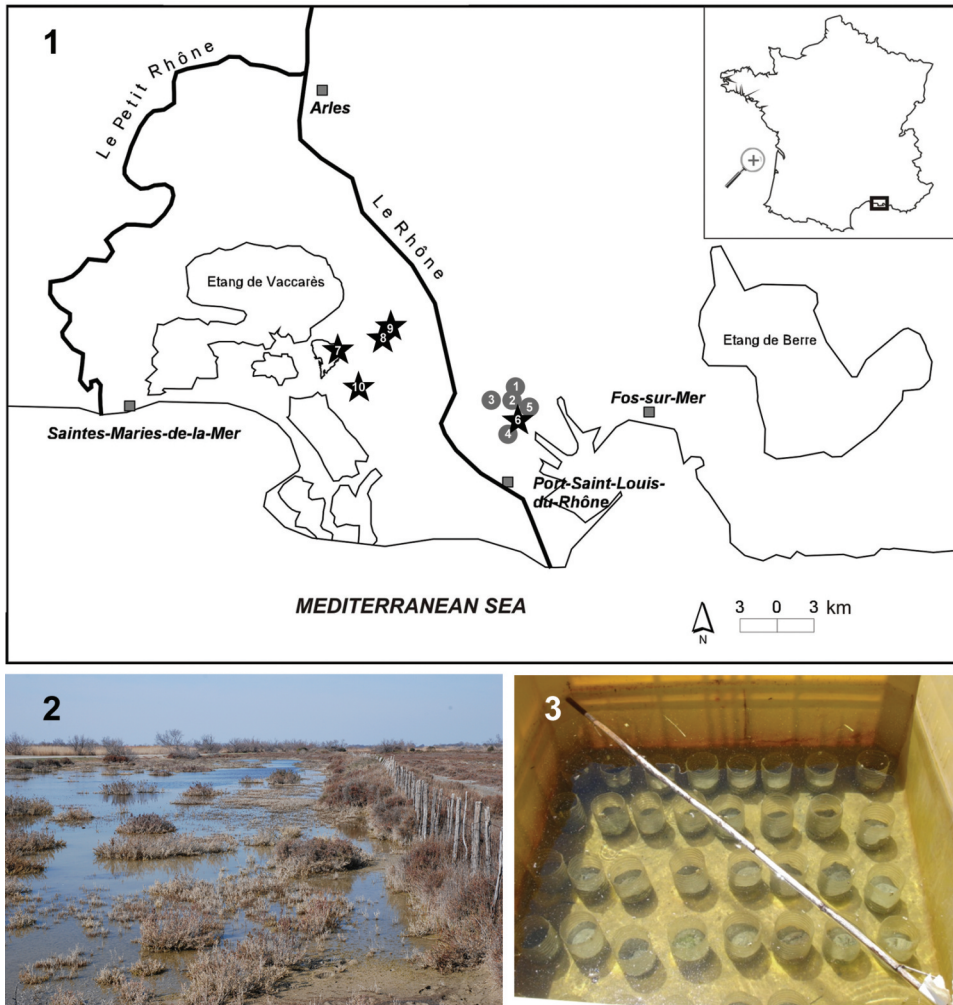 1
Le Petit Rhône
Arles
Le Rhône
Etang de Vaccarès
Etang de Berre
9
8
7
10
1
3
2
5
6
4
Fos-sur-Mer
Saintes-Maries-de-la-Mer
Port-Saint-Louis-
du-Rhône
MEDITERRANEAN SEA
N
3 0 3 km
2
3